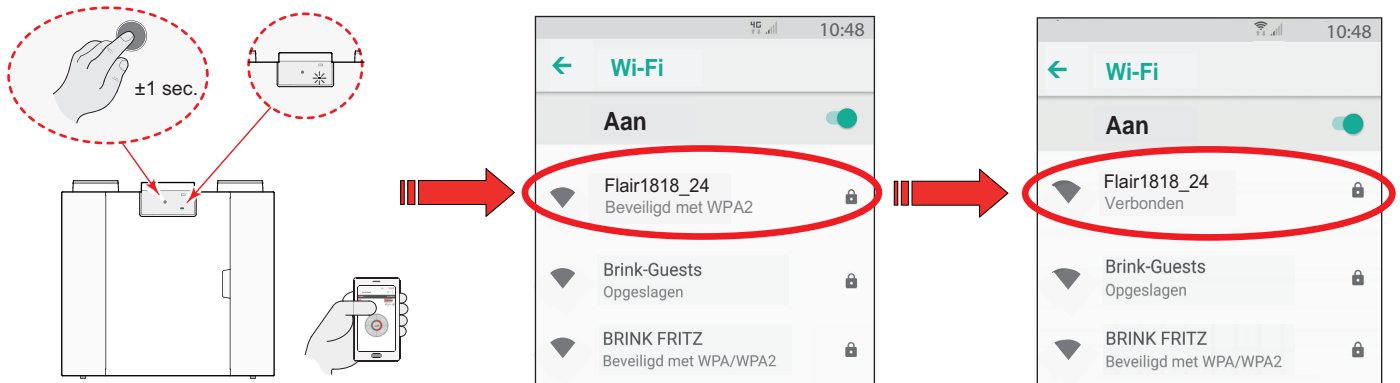 ±1 sec.
4G
10:48
Wi-Fi
Aan
Flair1818_24
Beveiligd met WPA2
Brink-Guests
Opgeslagen
BRINK FRITZ
Beveiligd met WPA/WPA2
10:48
Wi-Fi
Aan
Flair1818_24
Verbonden
Brink-Guests
Opgeslagen
BRINK FRITZ
Beveiligd met WPA/WPA2